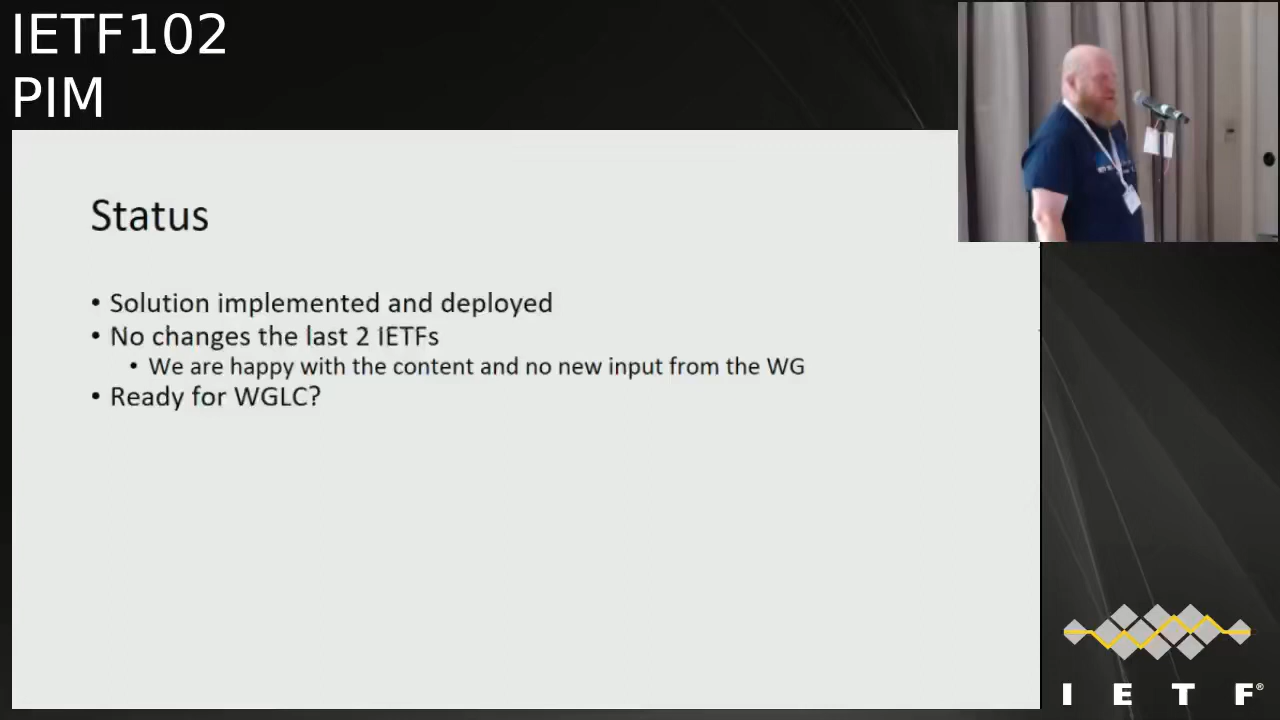 IETF102
PIM
Status
• Solution implemented and deployed
• No changes the last 2 IETFs
• We are happy with the content and no new input from the WG
• Ready for WGLC?
I E T F®